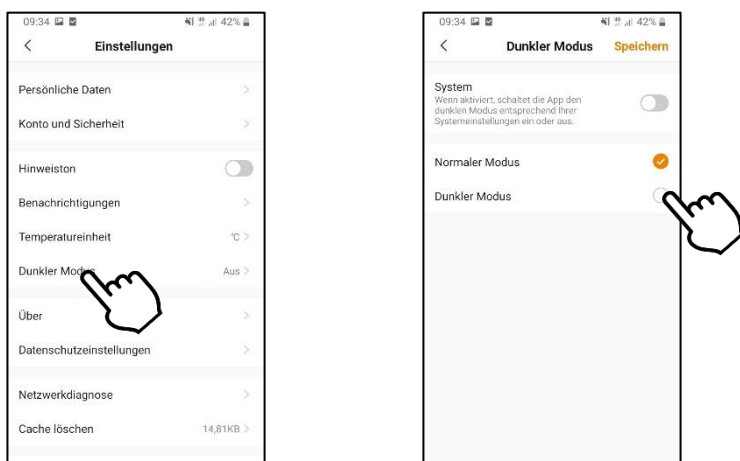 09:34 42%
Einstellungen
Persönliche Daten
Konto und Sicherheit
Hinweiston
Benachrichtigungen
Temperatureinheit °C
Dunkler Modus Aus
Über
Datenschutzeinstellungen
Netzwerkdiagnose
Cache löschen 14,81KB
09:34 42%
Dunkler Modus Speichern
System
Wenn aktiviert, schaltet die App den
dunklen Modus entsprechend Ihrer
Systemeinstellungen ein oder aus.
Normaler Modus
Dunkler Modus